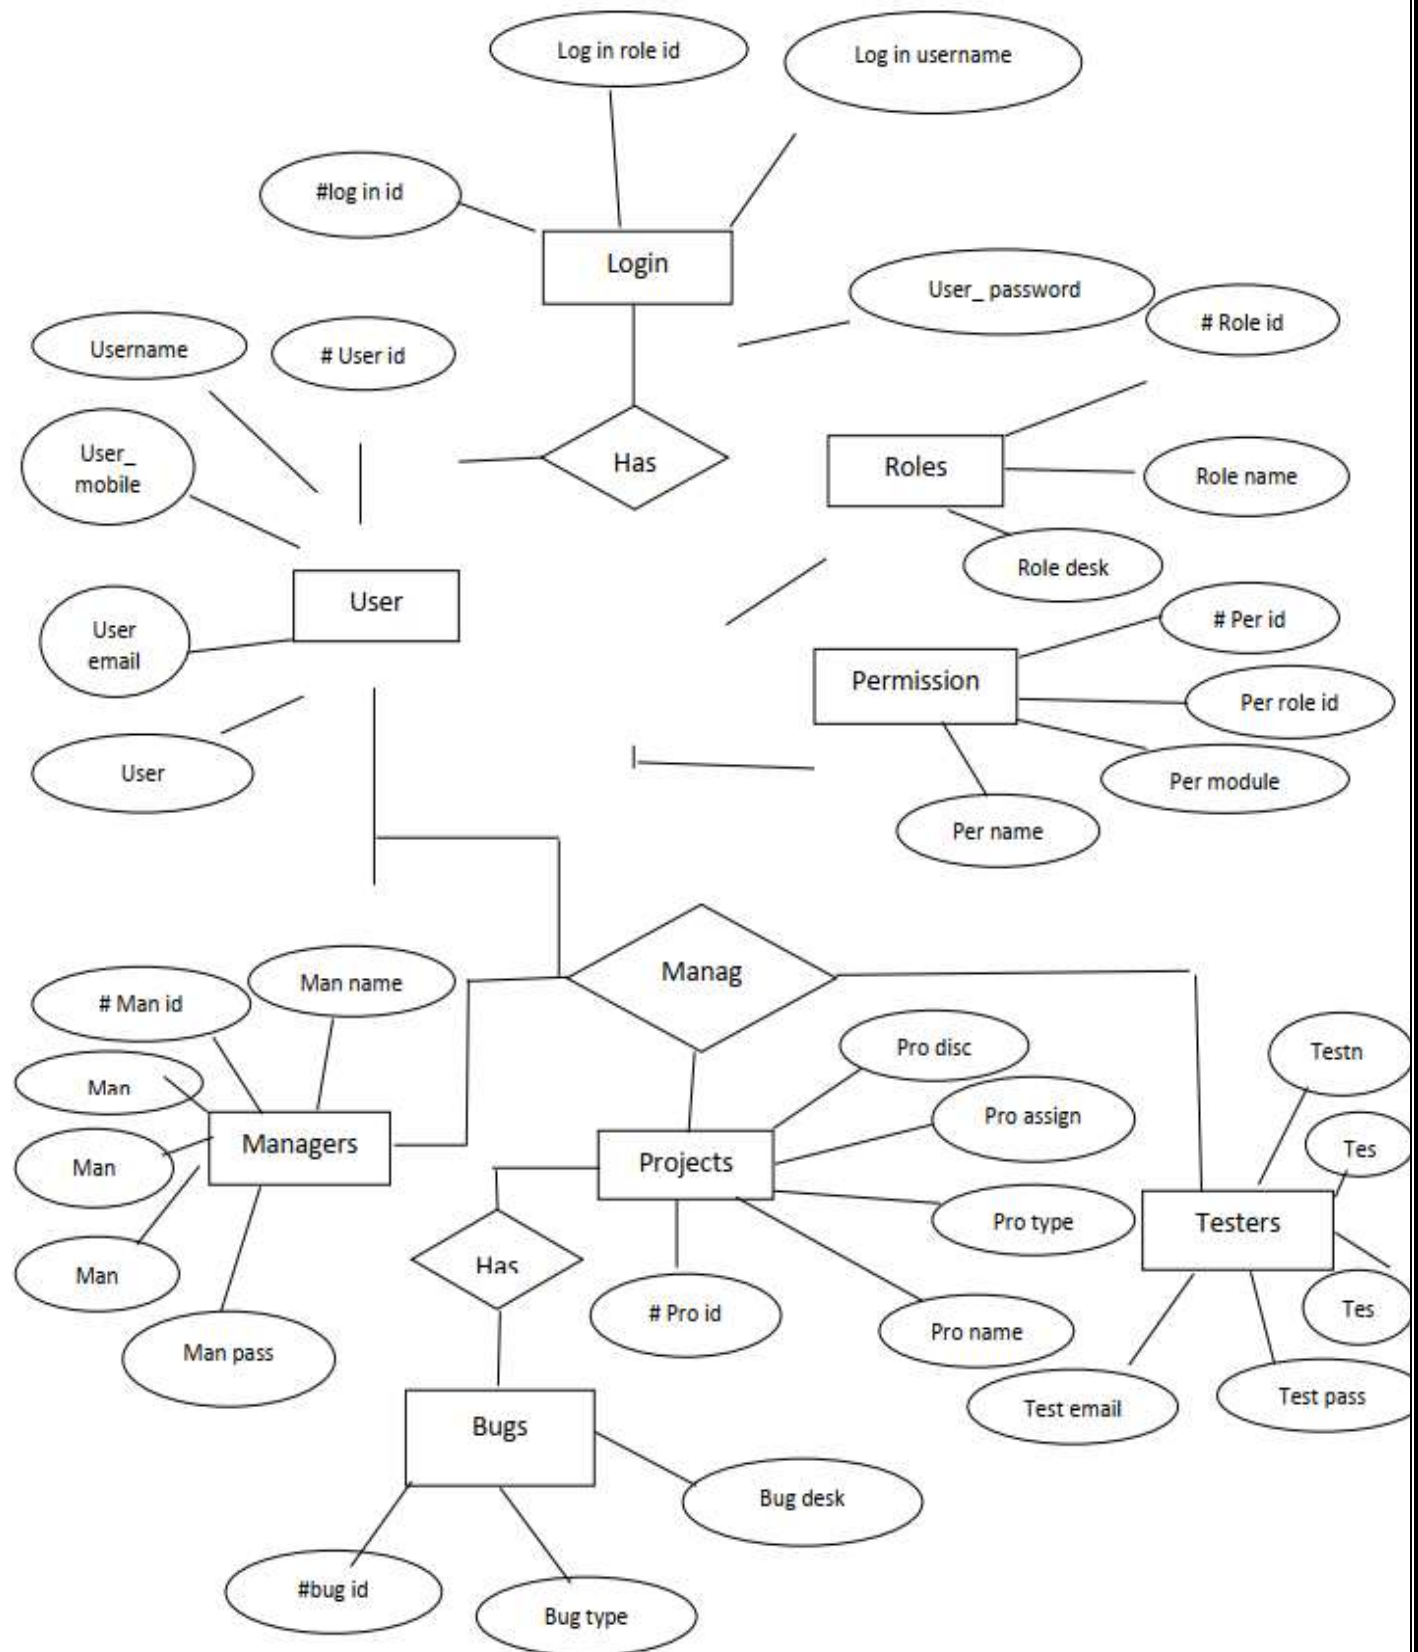 Log in role id
Log in username
#log in id
Login
User_ password
# Role id
Username
# User id
User_
mobile
Has
Roles
Role name
Role desk
User
User
email
# Per id
Permission
Per role id
User
Per module
Per name
Manag
Man name
# Man id
Man
Managers
Man
Man
Man pass
Pro disc
Pro assign
Projects
Pro type
# Pro id
Pro name
Has
Testn
Tes
Testers
Tes
Test email
Test pass
Bugs
Bug desk
#bug id
Bug type